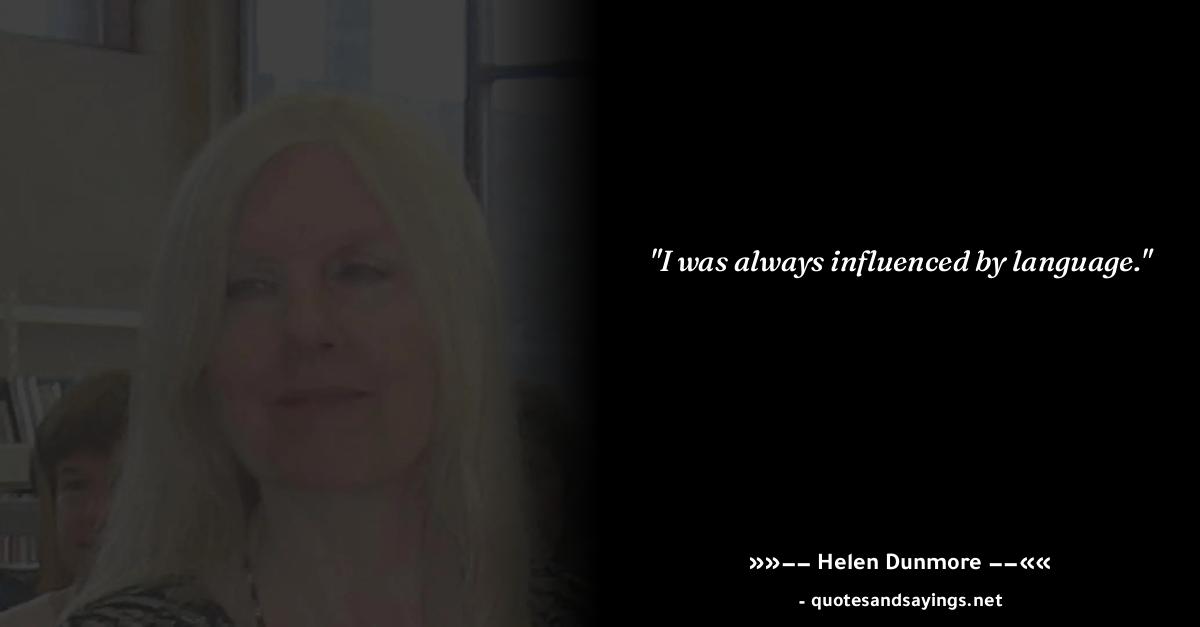 "I was always influenced by language."
»»−− Helen Dunmore −−««
- quotesandsayings.net